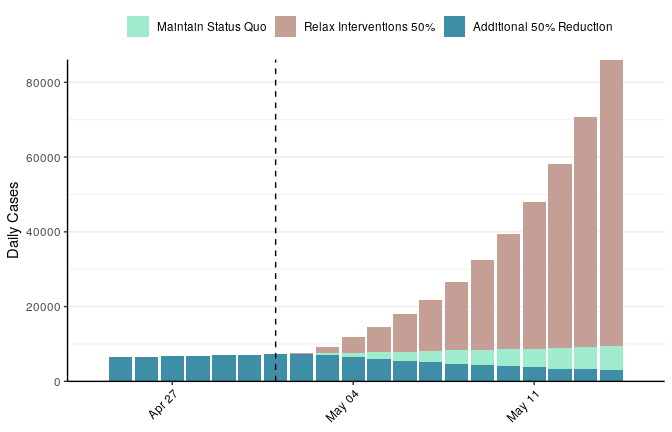 Maintain Status Quo Relax Interventions 50% Additional 50% Reduction
Daily Cases
80000
60000
40000
20000
0
Apr 27 May 04 May 11